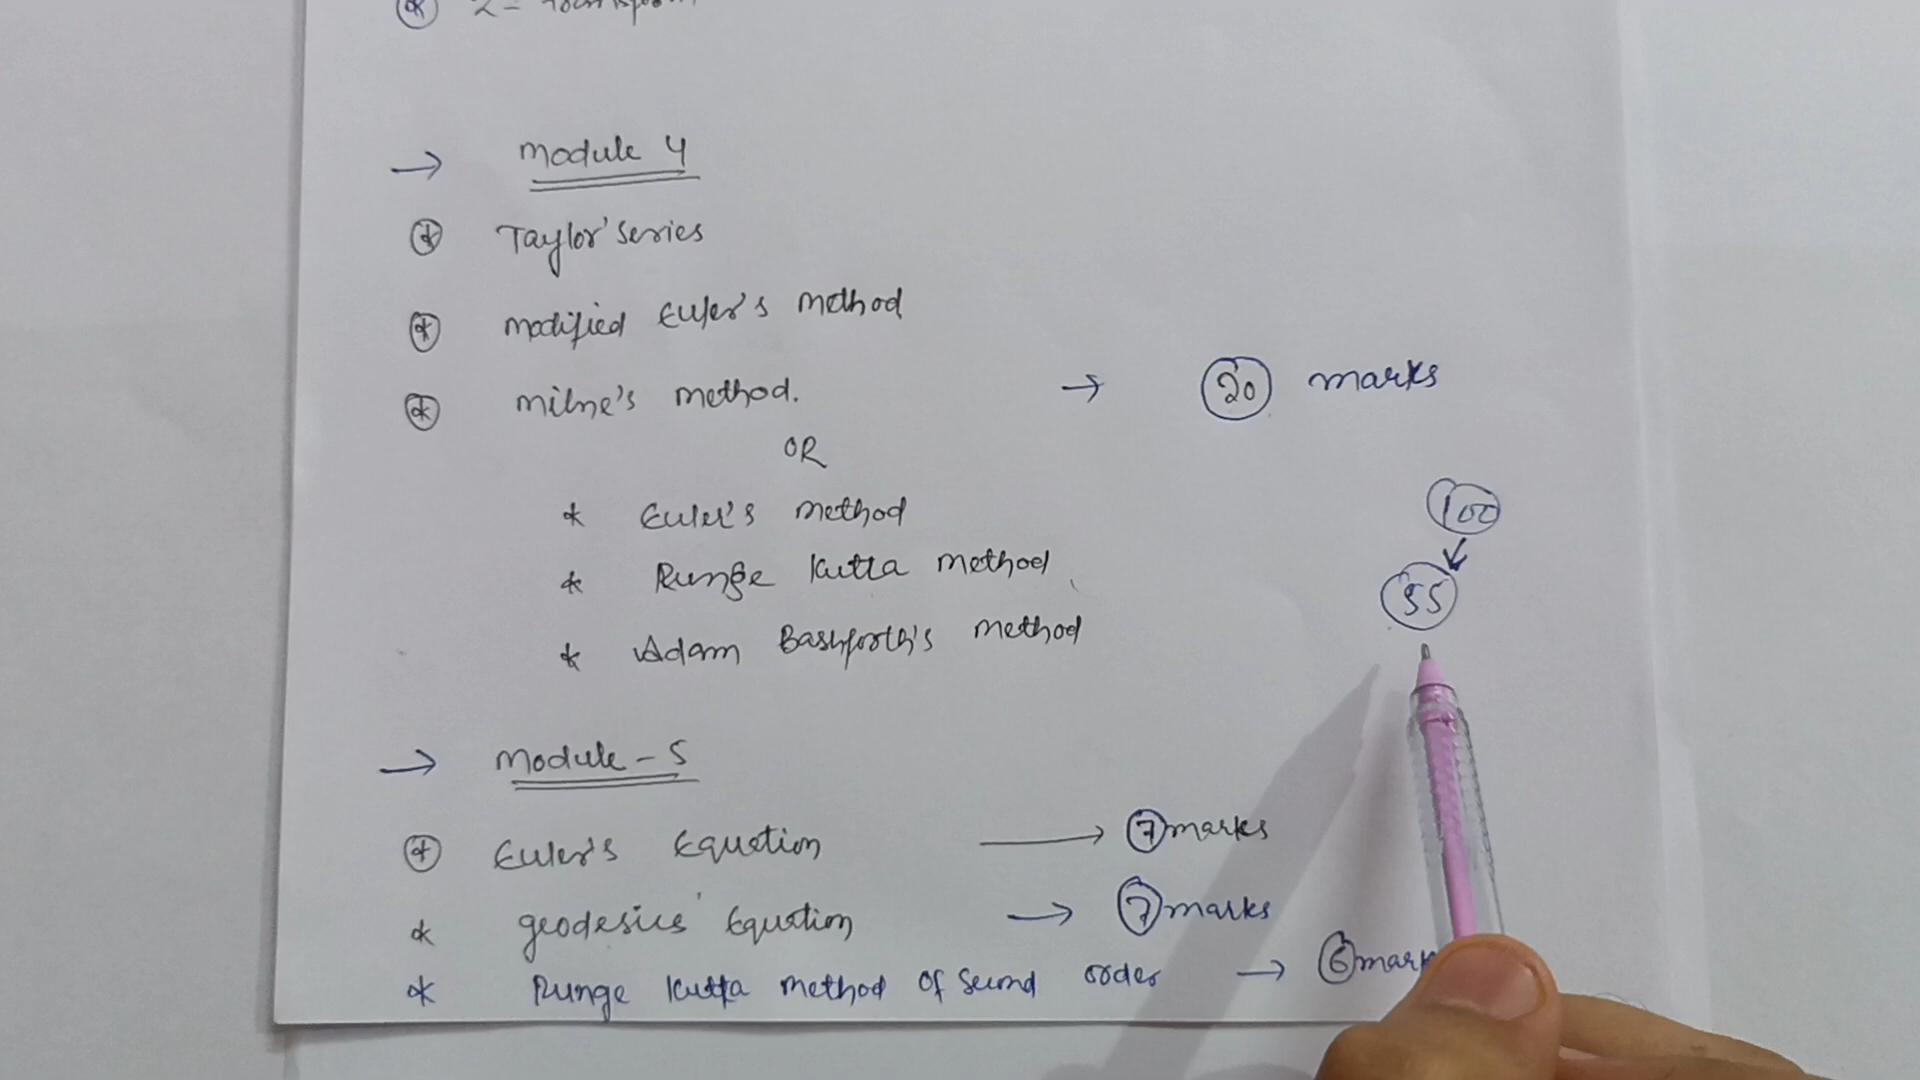 → Module 4
* Taylor' Series
* modified Euler's method
* milne's method. → 20 marks
OR
* Euler's method
100
↓
* Runge kutta method
* Adam Bashforth's method
→ Module - 5
* Euler's Equation → 7 marks
* geodesics' Equation → 7 marks
* Runge kutta method of Second order → 6 mark